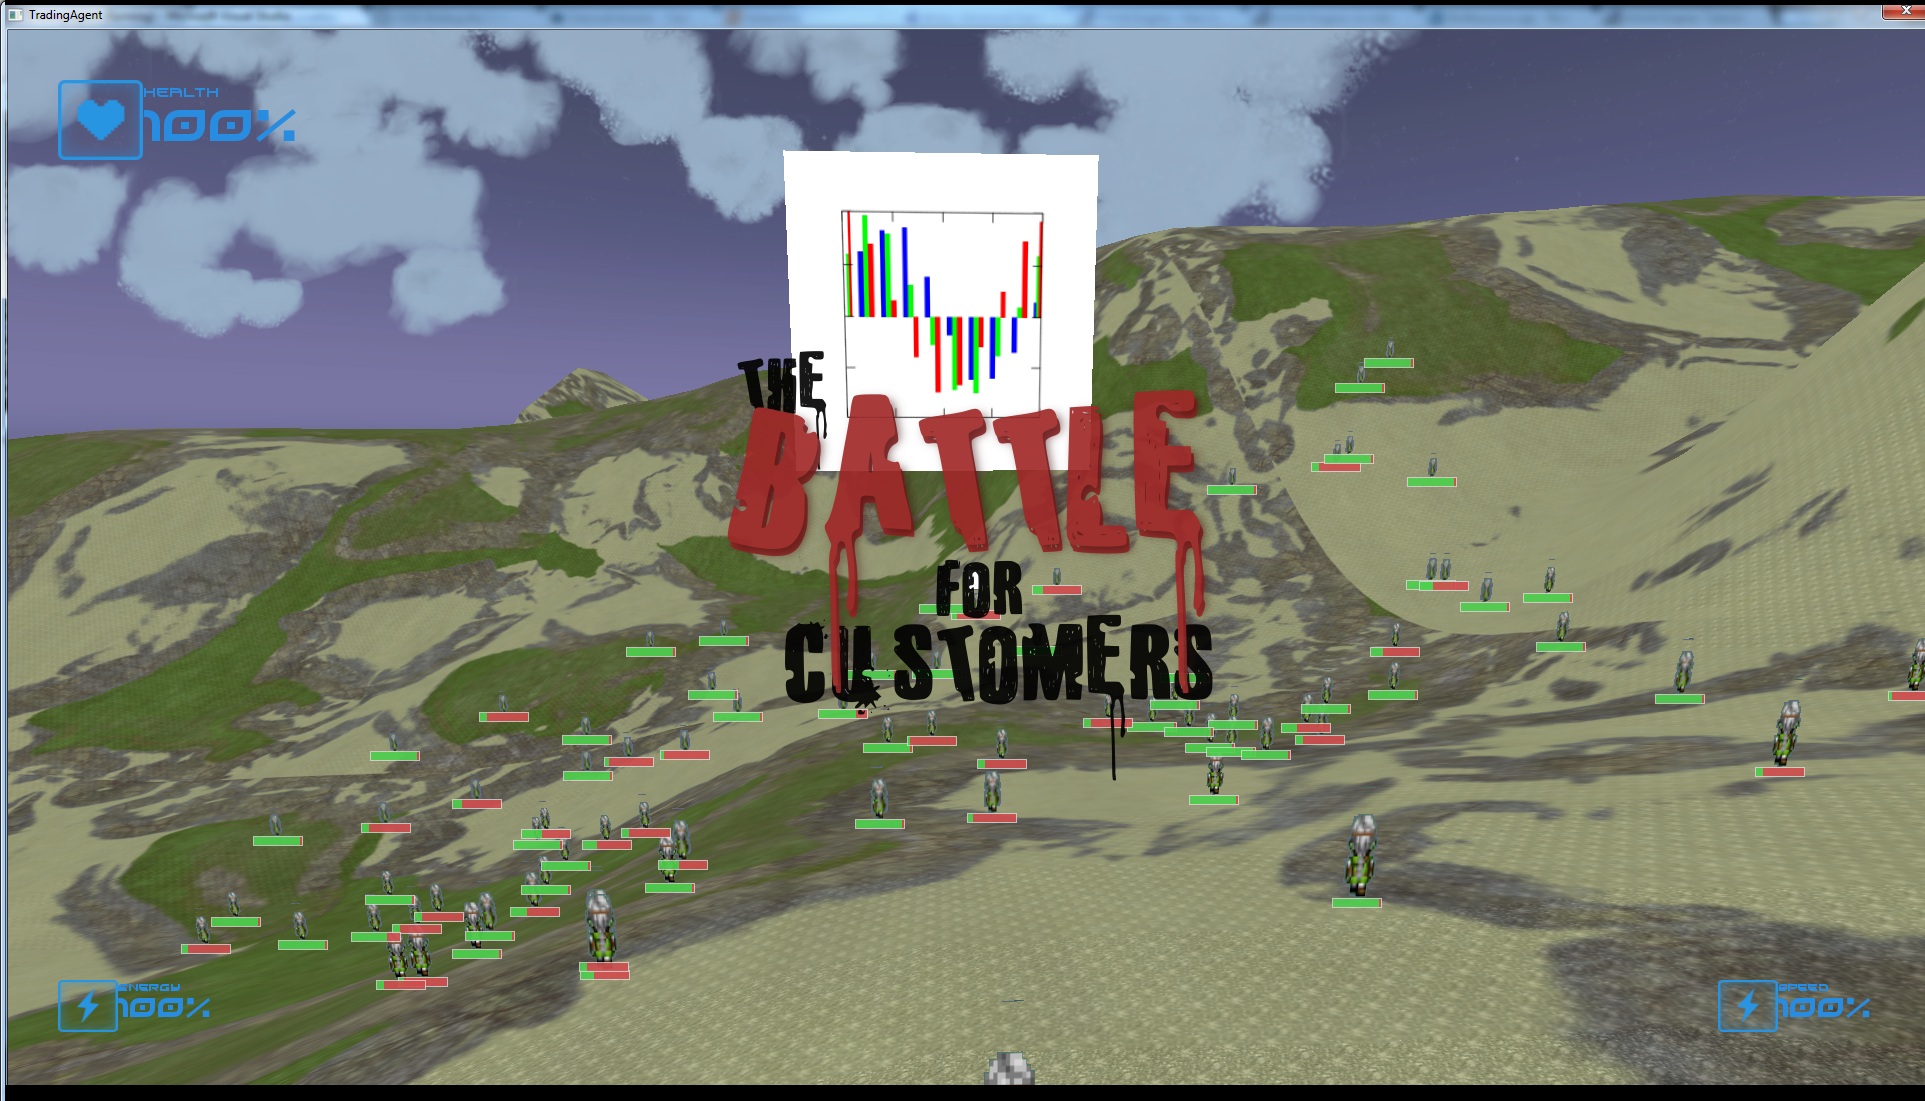 TradingAgent
HEALTH
100%
THE
BATTLE
FOR
CUSTOMERS
ENERGY
100%
SPEED
100%